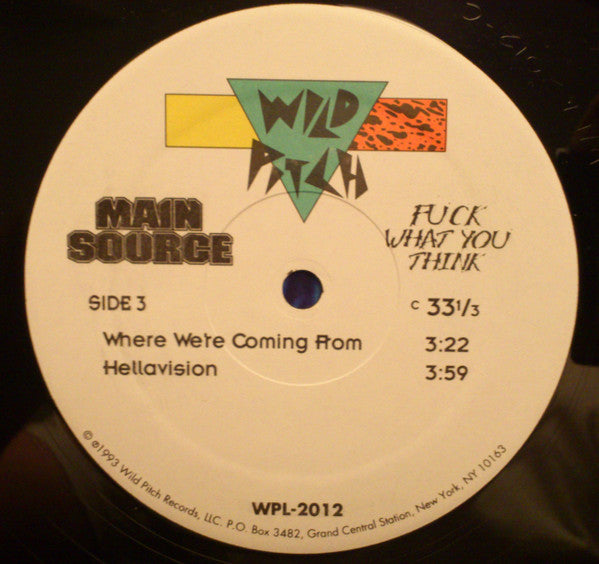 WILD
PITCH
MAIN
SOURCE
FUCK
WHAT YOU
THINK
SIDE 3
C 33 1/3
Where We're Coming From 3:22
Hellavision 3:59
WPL-2012
© ℗1993 Wild Pitch Records, LLC. P.O. Box 3482, Grand Central Station, New York, NY 10163